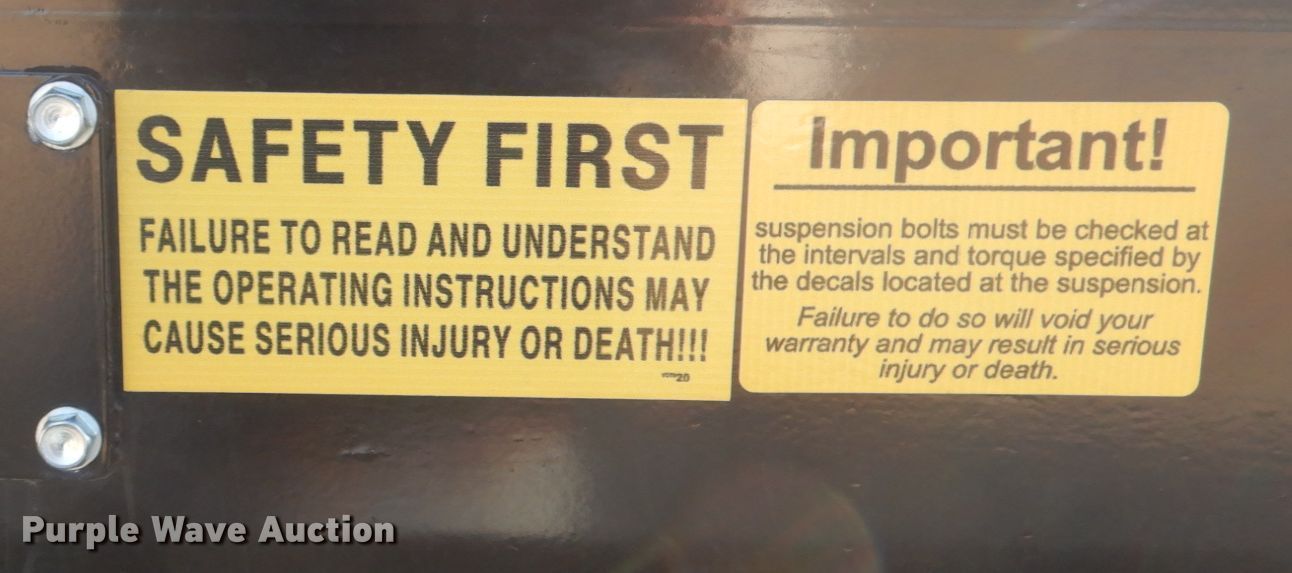 SAFETY FIRST
FAILURE TO READ AND UNDERSTAND
THE OPERATING INSTRUCTIONS MAY
CAUSE SERIOUS INJURY OR DEATH!!!
Important!
suspension bolts must be checked at
the intervals and torque specified by
the decals located at the suspension.
Failure to do so will void your
warranty and may result in serious
injury or death.
Purple Wave Auction